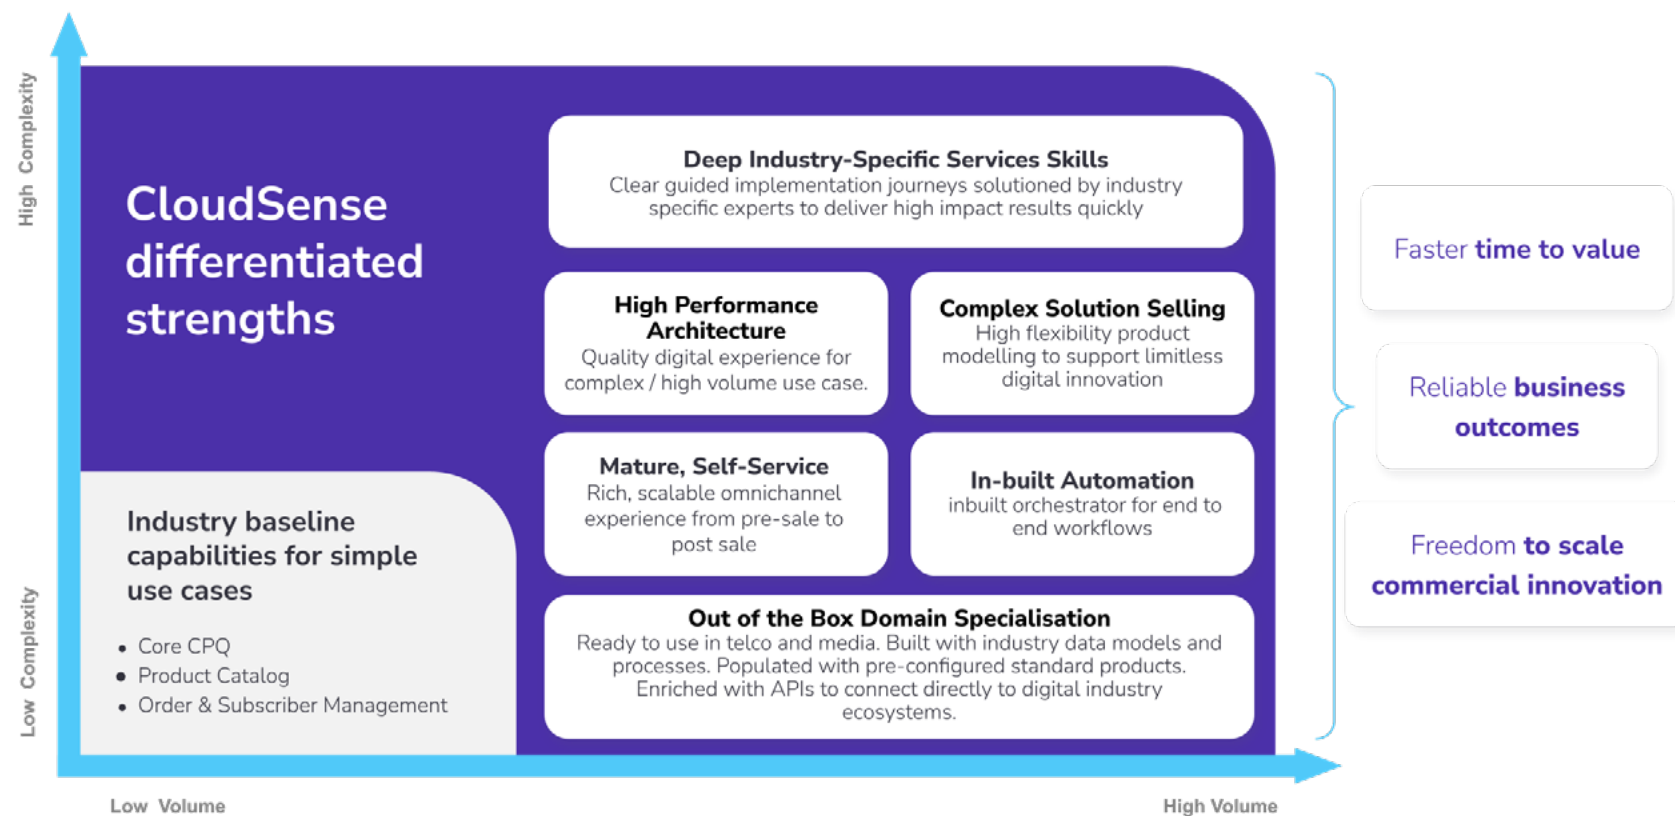 High Complexity
CloudSense
differentiated
strengths
Deep Industry-Specific Services Skills
Clear guided implementation journeys solutioned by industry
specific experts to deliver high impact results quickly
High Performance
Architecture
Quality digital experience for
complex / high volume use case.
Complex Solution Selling
High flexibility product
modelling to support limitless
digital innovation
Mature, Self-Service
Rich, scalable omnichannel
experience from pre-sale to
post sale
In-built Automation
inbuilt orchestrator for end to
end workflows
Out of the Box Domain Specialisation
Ready to use in telco and media. Built with industry data models and
processes. Populated with pre-configured standard products.
Enriched with APIs to connect directly to digital industry
ecosystems.
Low Complexity
Industry baseline
capabilities for simple
use cases
• Core CPQ
• Product Catalog
• Order & Subscriber Management
Low Volume
High Volume
Faster time to value
Reliable business
outcomes
Freedom to scale
commercial innovation